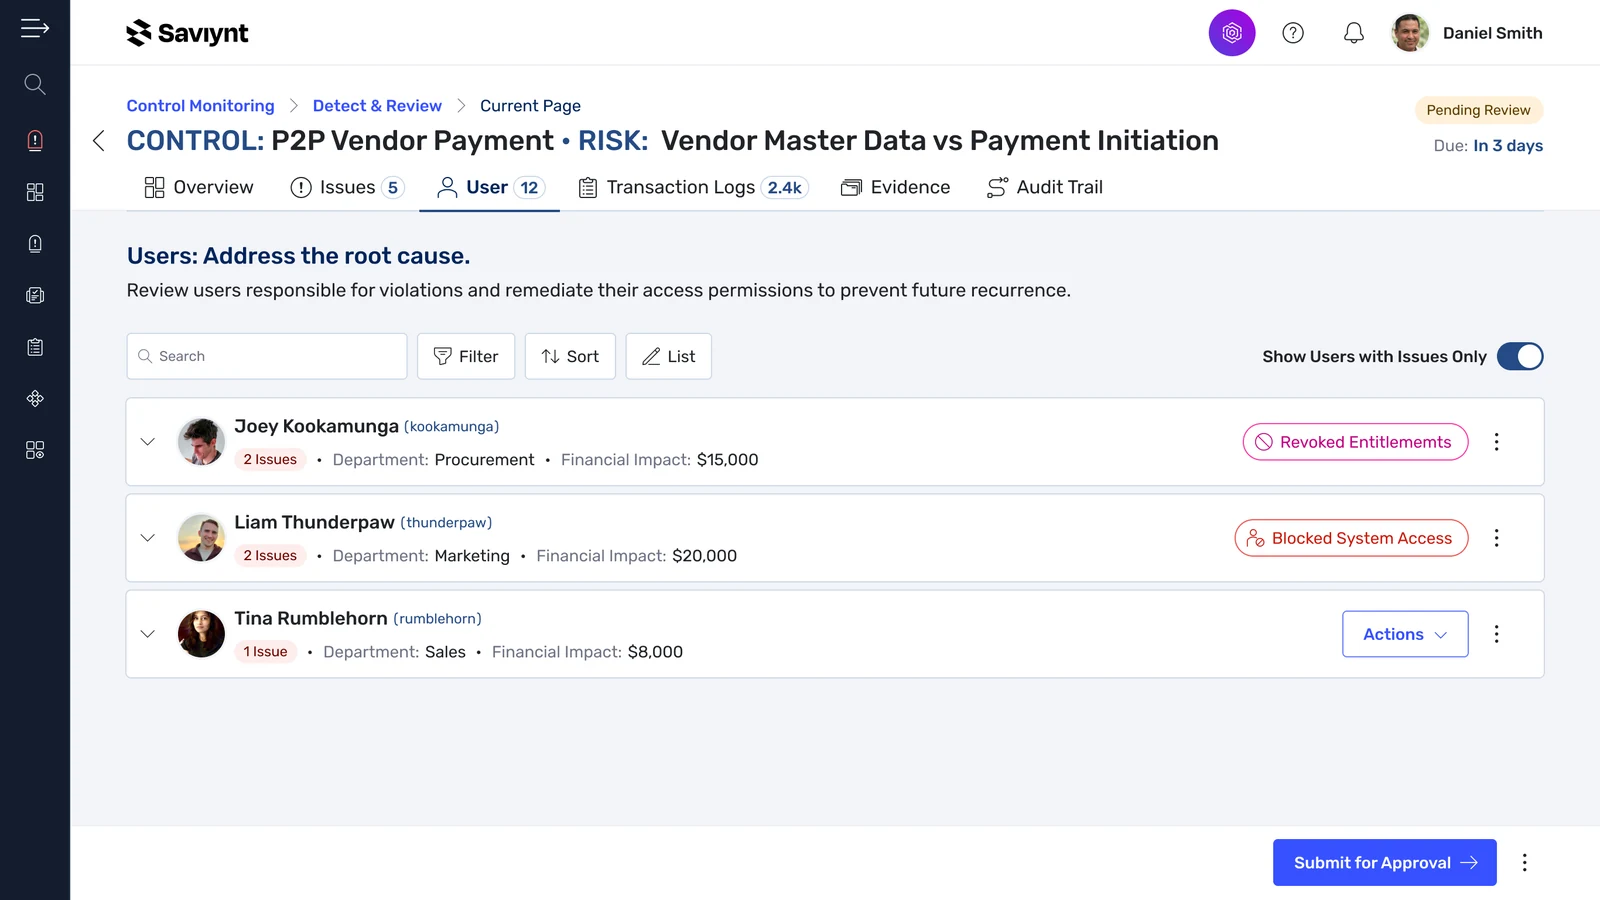 Saviynt
Daniel Smith
Control Monitoring > Detect & Review > Current Page
Pending Review
CONTROL: P2P Vendor Payment • RISK: Vendor Master Data vs Payment Initiation
Due: In 3 days
Overview Issues 5 User 12 Transaction Logs 2.4k Evidence Audit Trail
Users: Address the root cause.
Review users responsible for violations and remediate their access permissions to prevent future recurrence.
Search Filter Sort List Show Users with Issues Only
Joey Kookamunga (kookamunga)
2 Issues • Department: Procurement • Financial Impact: $15,000
Revoked Entitlememts
Liam Thunderpaw (thunderpaw)
2 Issues • Department: Marketing • Financial Impact: $20,000
Blocked System Access
Tina Rumblehorn (rumblehorn)
1 Issue • Department: Sales • Financial Impact: $8,000
Actions
Submit for Approval →